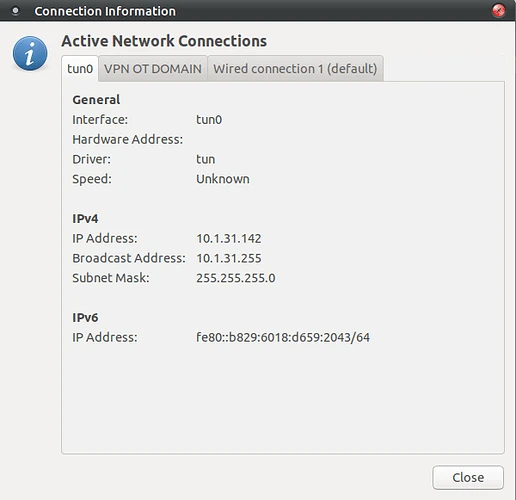 Connection Information
Active Network Connections
tun0 VPN OT DOMAIN Wired connection 1 (default)
General
Interface: tun0
Hardware Address:
Driver: tun
Speed: Unknown
IPv4
IP Address: 10.1.31.142
Broadcast Address: 10.1.31.255
Subnet Mask: 255.255.255.0
IPv6
IP Address: fe80::b829:6018:d659:2043/64
Close